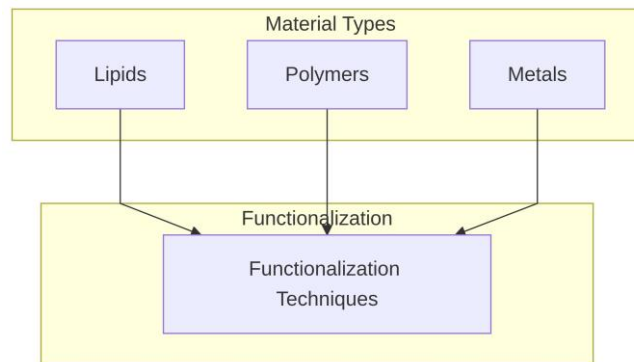 Material Types
Lipids
Polymers
Metals
Functionalization
Functionalization
Techniques